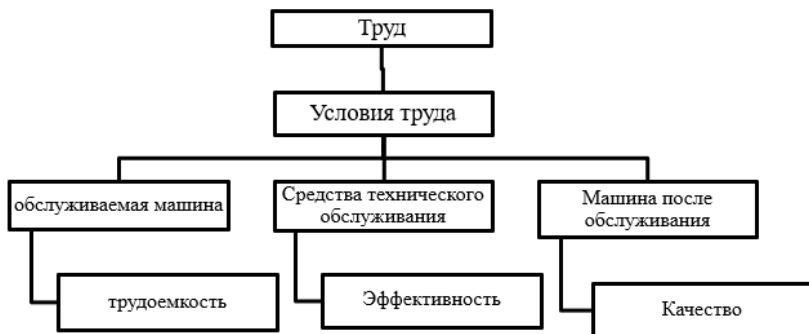 Труд
Условия труда
обслуживаемая машина
Средства технического
обслуживания
Машина после
обслуживания
трудоемкость
Эффективность
Качество